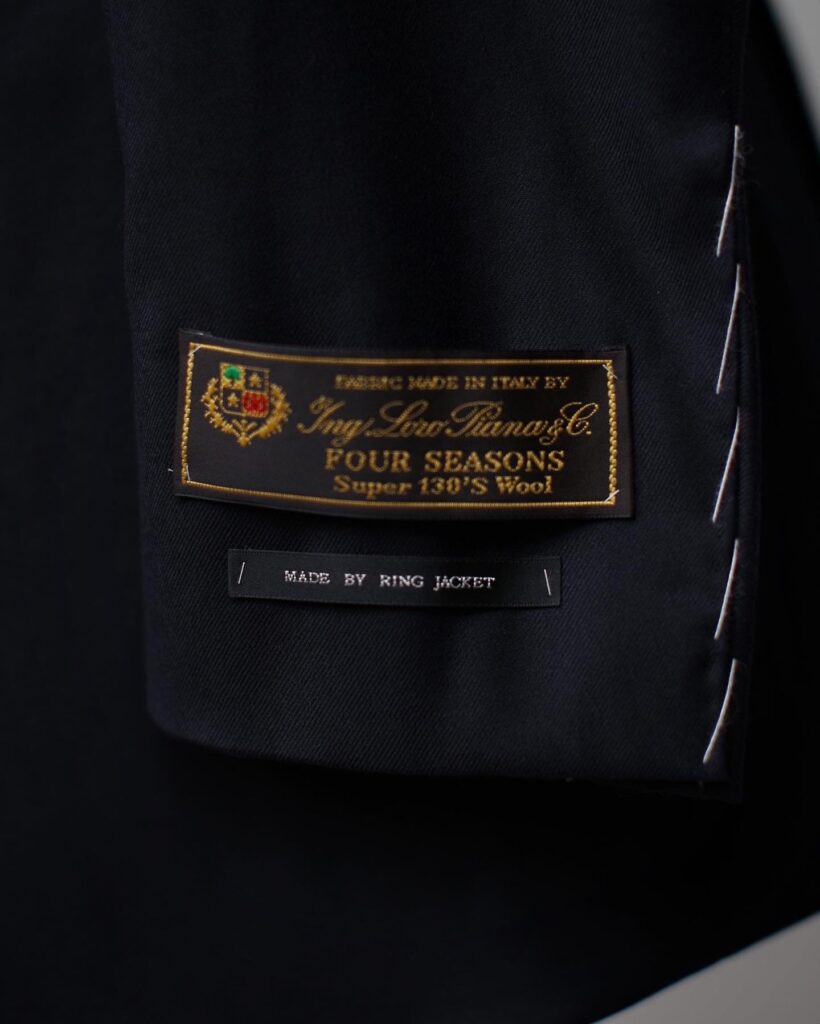 FABRIC MADE IN ITALY BY
Ing. Loro Piana & C.
FOUR SEASONS
Super 130'S Wool
MADE BY RING JACKET